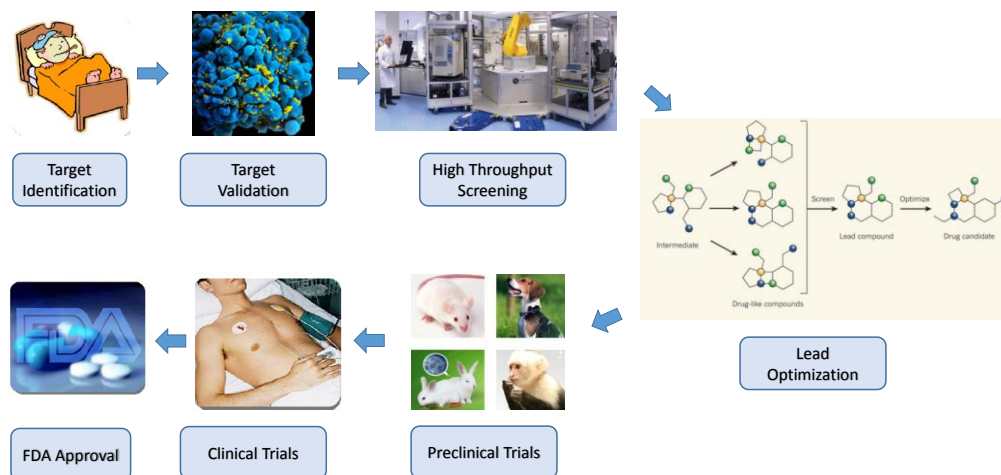 Target
Identification
Target
Validation
High Throughput
Screening
Intermediate
Drug-like compounds
Screen
Lead compound
Optimize
Drug candidate
Lead
Optimization
Preclinical Trials
Clinical Trials
FDA
FDA Approval